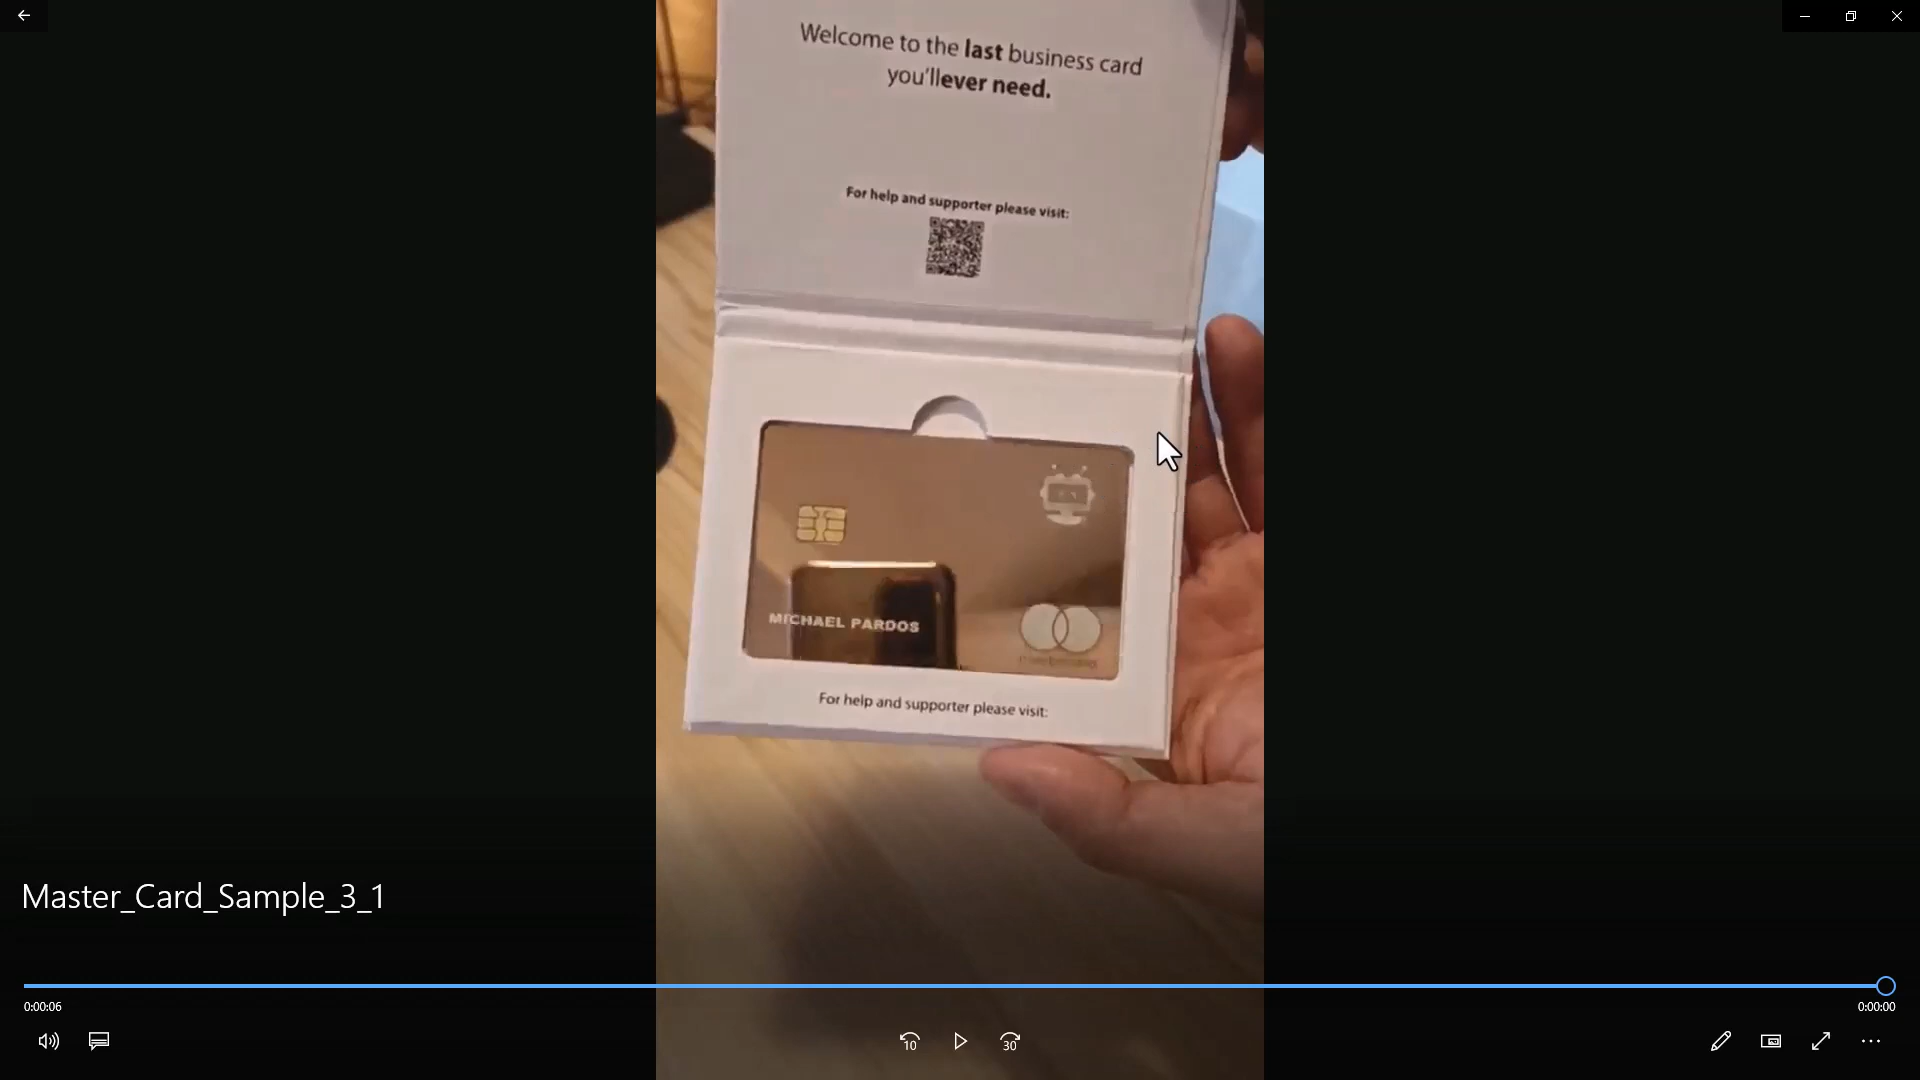 Welcome to the last business card
you'llever need.
For help and supporter please visit:
MICHAEL PARDOS
For help and supporter please visit:
Master_Card_Sample_3_1
0:00:06
0:00:00
10
30